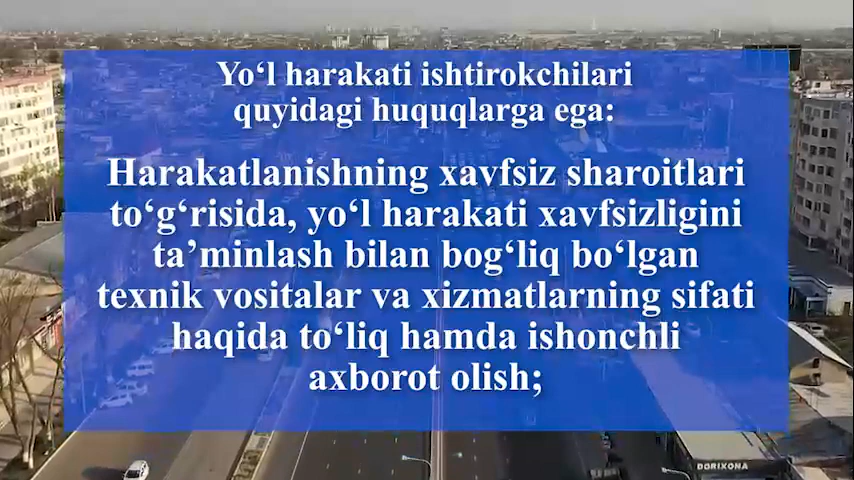 Yo‘l harakati ishtirokchilari
quyidagi huquqlarga ega:
Harakatlanishning xavfsiz sharoitlari
to‘g‘risida, yo‘l harakati xavfsizligini
ta’minlash bilan bog‘liq bo‘lgan
texnik vositalar va xizmatlarning sifati
haqida to‘liq hamda ishonchli
axborot olish;
DORIXONA